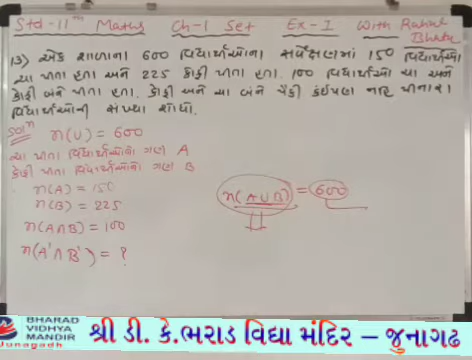 Std-11th Maths Ch-1 Set Ex-1 With Rahul Bhatt
13) એક શાળાના 600 વિદ્યાર્થીઓના સર્વેક્ષણમાં 150 વિદ્યાર્થીઓ
ચા પીતા હતા અને 225 કોફી પીતા હતા. 100 વિદ્યાર્થીઓ ચા અને
કોફી બંને પીતા હતા. કોફી અને ચા બંને પૈકી કંઈપણ નહિ પીનારા
વિદ્યાર્થીઓની સંખ્યા શોધો.
Solⁿ n(U) = 600
ચા પીતા વિદ્યાર્થીઓનો ગણ A
કોફી પીતા વિદ્યાર્થીઓનો ગણ B
n(A) = 150
n(B) = 225
n(A∩B) = 100
n(A'∩B') = ?
n(A∪B) = 600
BHARAD
VIDHYA
MANDIR
Junagadh
શ્રી ડી. કે.ભરાડ વિદ્યા મંદિર – જુનાગઢ